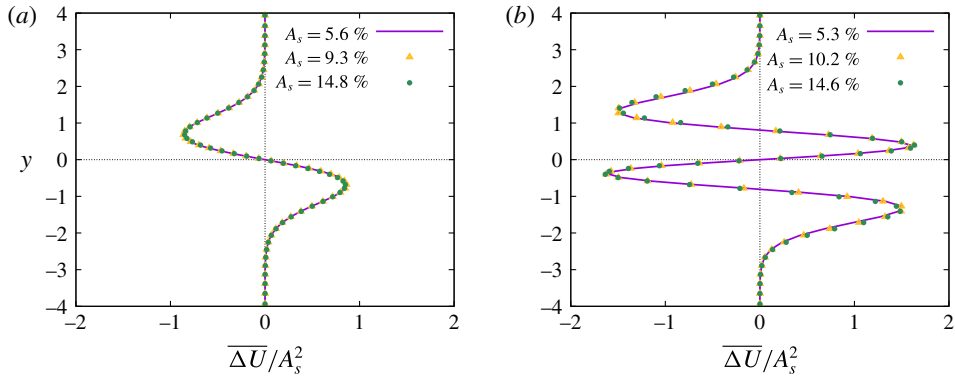 (a)
A_s = 5.6 %
A_s = 9.3 %
A_s = 14.8 %
4
3
2
1
0
−1
−2
−3
−4
y
−2 −1 0 1 2
\overline{ΔU}/A_s^2
(b)
A_s = 5.3 %
A_s = 10.2 %
A_s = 14.6 %
4
3
2
1
0
−1
−2
−3
−4
−2 −1 0 1 2
\overline{ΔU}/A_s^2